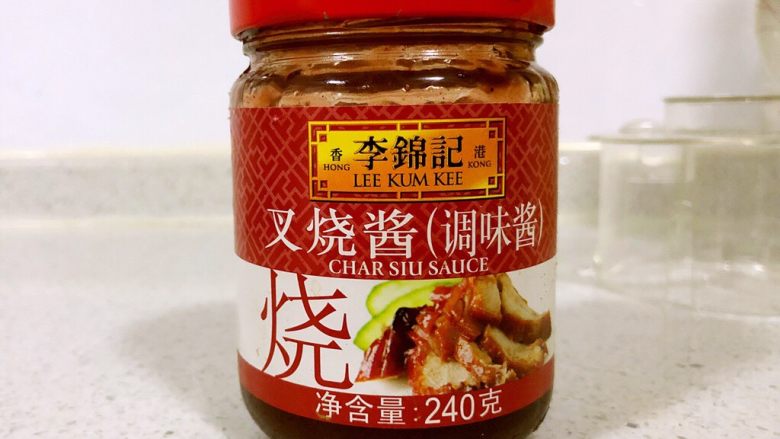 香 李錦記 港
HONG LEE KUM KEE KONG
叉烧酱(调味酱)
CHAR SIU SAUCE
烧
净含量:240克